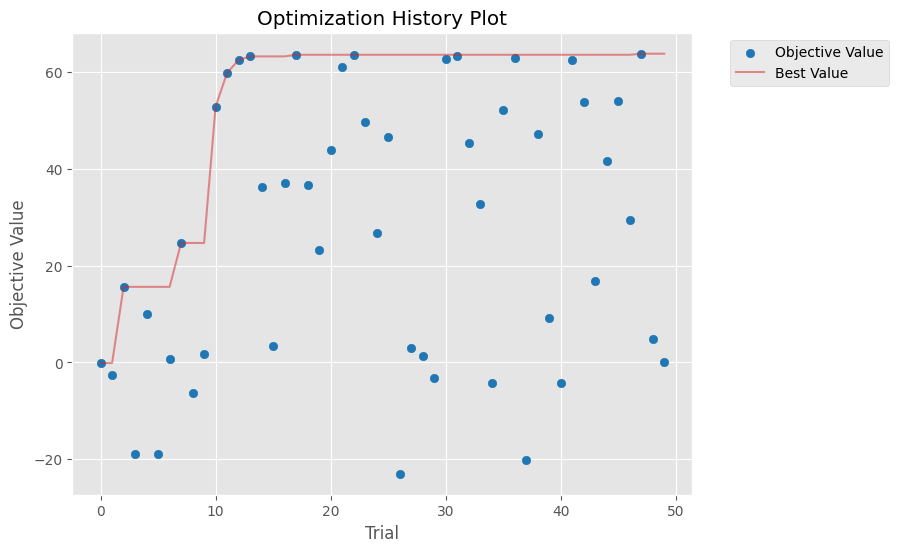 Optimization History Plot
Objective Value
Best Value
Objective Value
60
40
20
0
−20
0 10 20 30 40 50
Trial